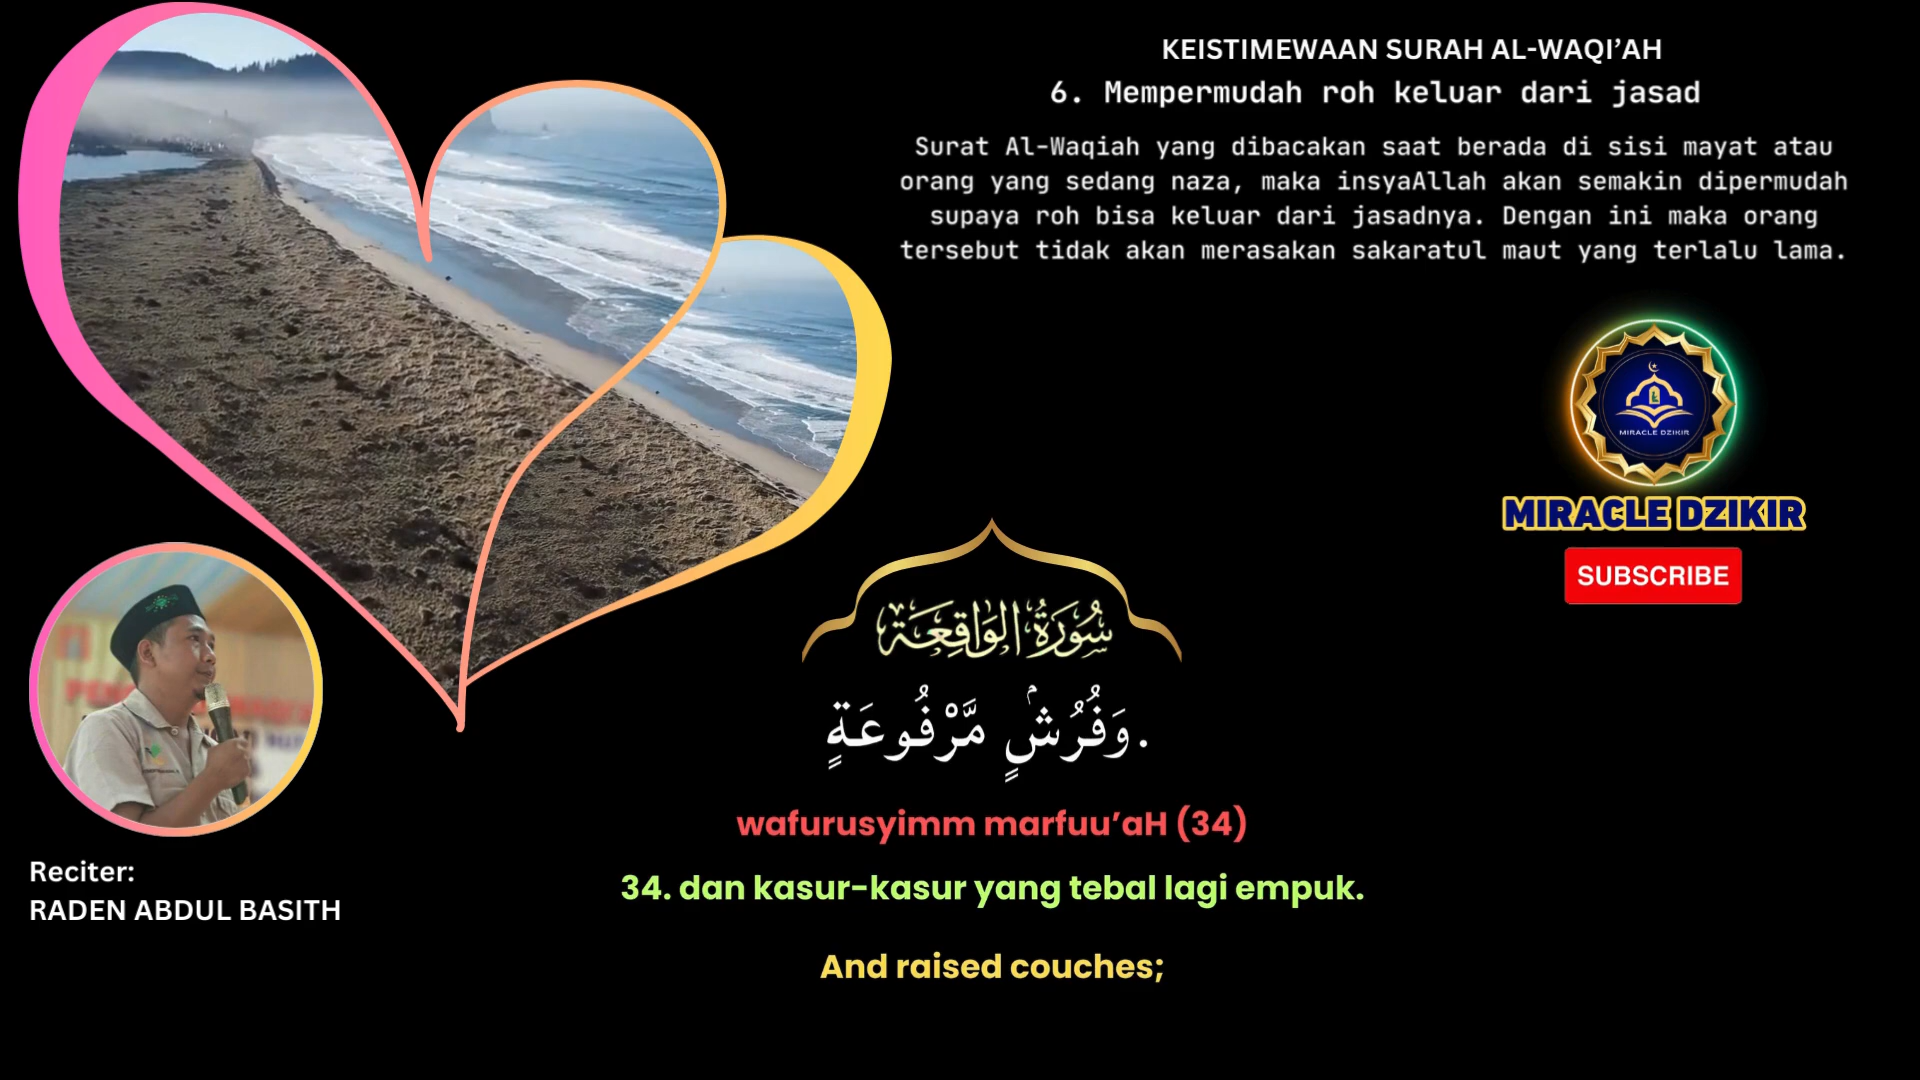 KEISTIMEWAAN SURAH AL-WAQI’AH
6. Mempermudah roh keluar dari jasad
Surat Al-Waqiah yang dibacakan saat berada di sisi mayat atau
orang yang sedang naza, maka insyaAllah akan semakin dipermudah
supaya roh bisa keluar dari jasadnya. Dengan ini maka orang
tersebut tidak akan merasakan sakaratul maut yang terlalu lama.
MIRACLE DZIKIR
MIRACLE DZIKIR
SUBSCRIBE
سُورَةُ الوَاقِعَة
.وَفُرُشٍۢ مَّرْفُوعَةٍ
wafurusyimm marfuu’aH (34)
34. dan kasur-kasur yang tebal lagi empuk.
And raised couches;
Reciter:
RADEN ABDUL BASITH